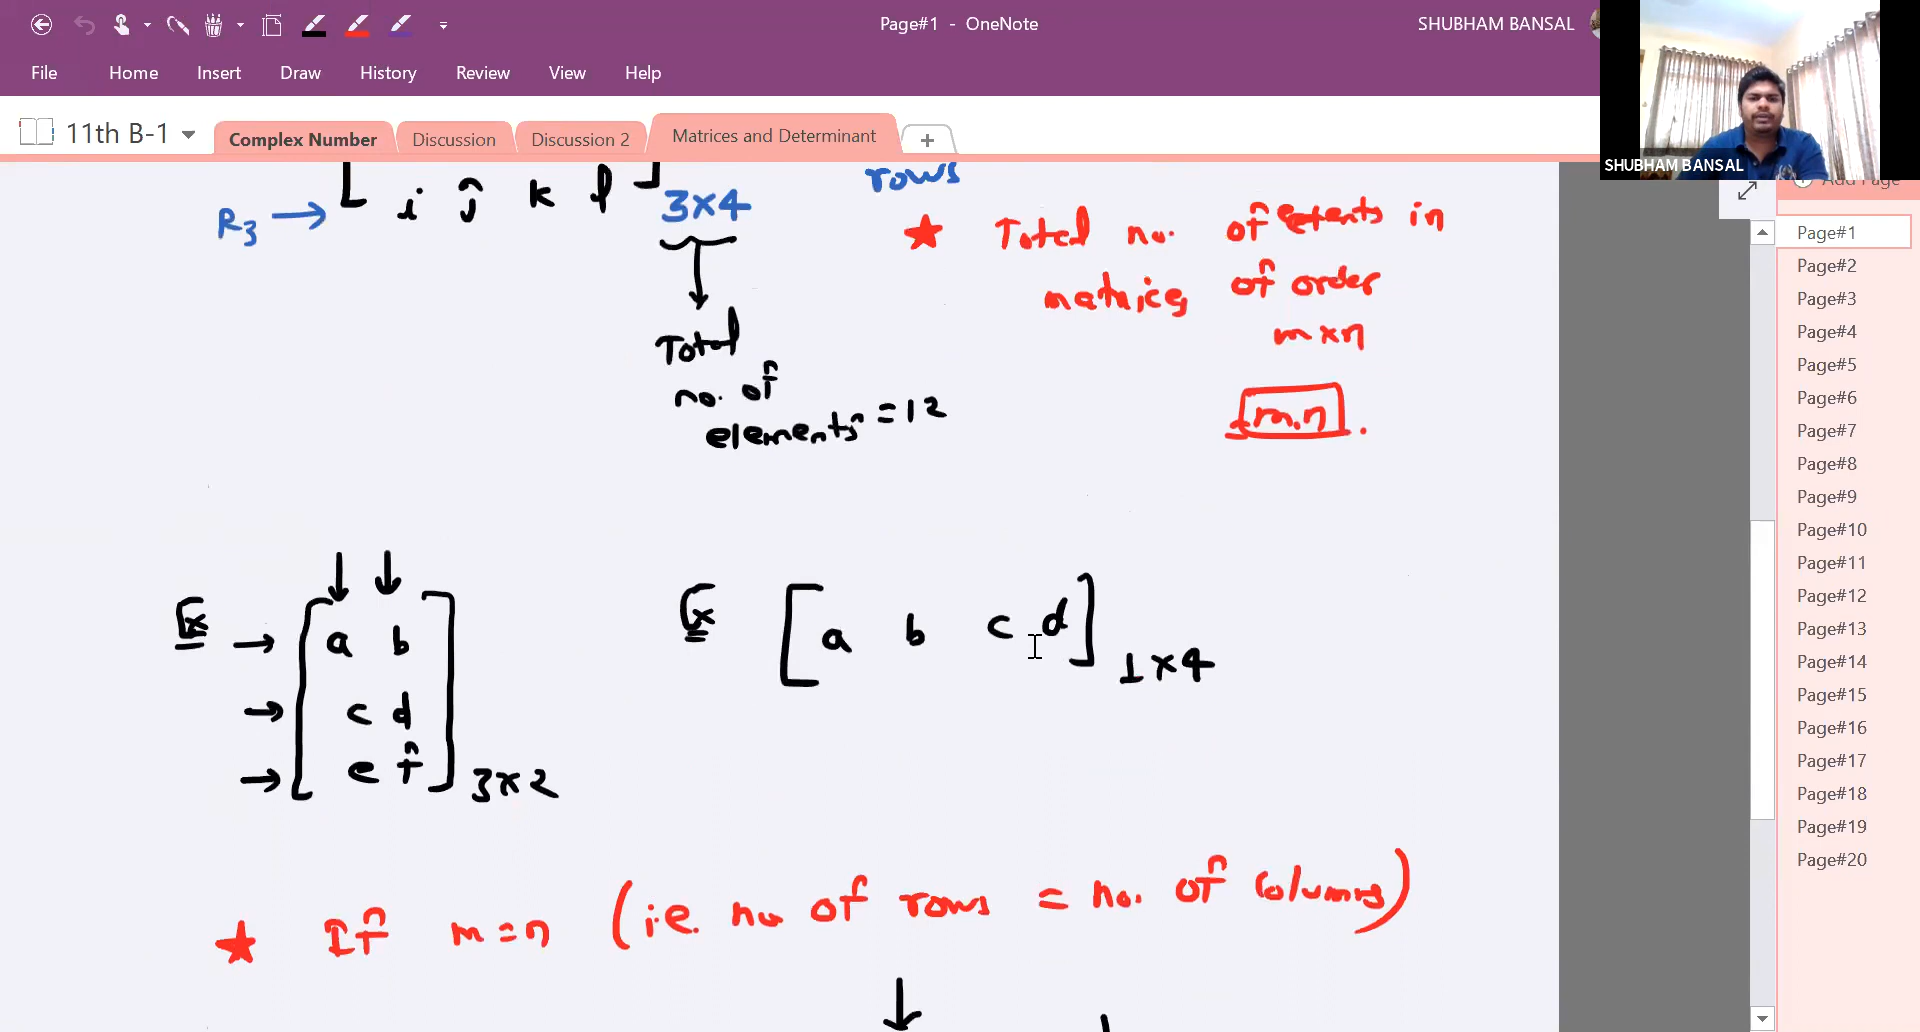 Page#1 - OneNote
SHUBHAM BANSAL
File Home Insert Draw History Review View Help
SHUBHAM BANSAL
11th B-1
Complex Number Discussion Discussion 2 Matrices and Determinant +
Add Page
Page#1
Page#2
Page#3
Page#4
Page#5
Page#6
Page#7
Page#8
Page#9
Page#10
Page#11
Page#12
Page#13
Page#14
Page#15
Page#16
Page#17
Page#18
Page#19
Page#20
rows
R3 → i j k l 3×4
Total
no. of
elements = 12
★ Total no. of in
matrices of order
m×n
= m.n.
Ex → [a b
→ c d
→ e f] 3×2
Ex [a b c d] 1×4
★ If m=n (i.e. no of rows = no. of columns)